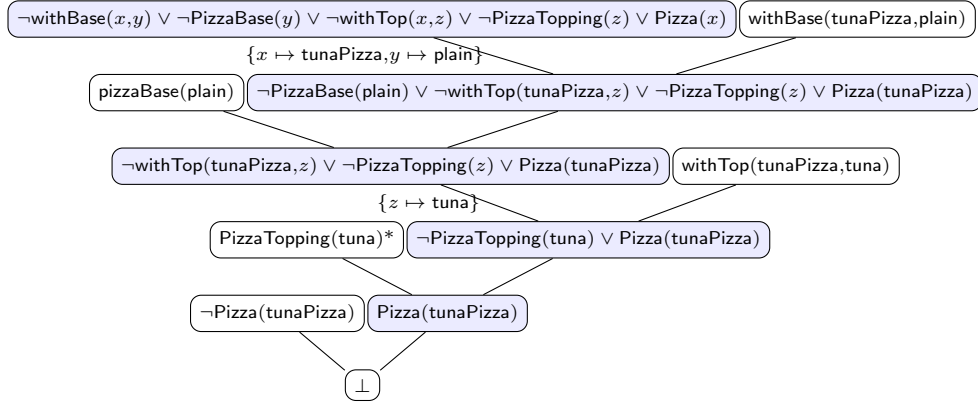 ¬withBase(x,y) ∨ ¬PizzaBase(y) ∨ ¬withTop(x,z) ∨ ¬PizzaTopping(z) ∨ Pizza(x) withBase(tunaPizza,plain)
{x ↦ tunaPizza,y ↦ plain}
pizzaBase(plain) ¬PizzaBase(plain) ∨ ¬withTop(tunaPizza,z) ∨ ¬PizzaTopping(z) ∨ Pizza(tunaPizza)
¬withTop(tunaPizza,z) ∨ ¬PizzaTopping(z) ∨ Pizza(tunaPizza) withTop(tunaPizza,tuna)
{z ↦ tuna}
PizzaTopping(tuna)* ¬PizzaTopping(tuna) ∨ Pizza(tunaPizza)
¬Pizza(tunaPizza) Pizza(tunaPizza)
⊥